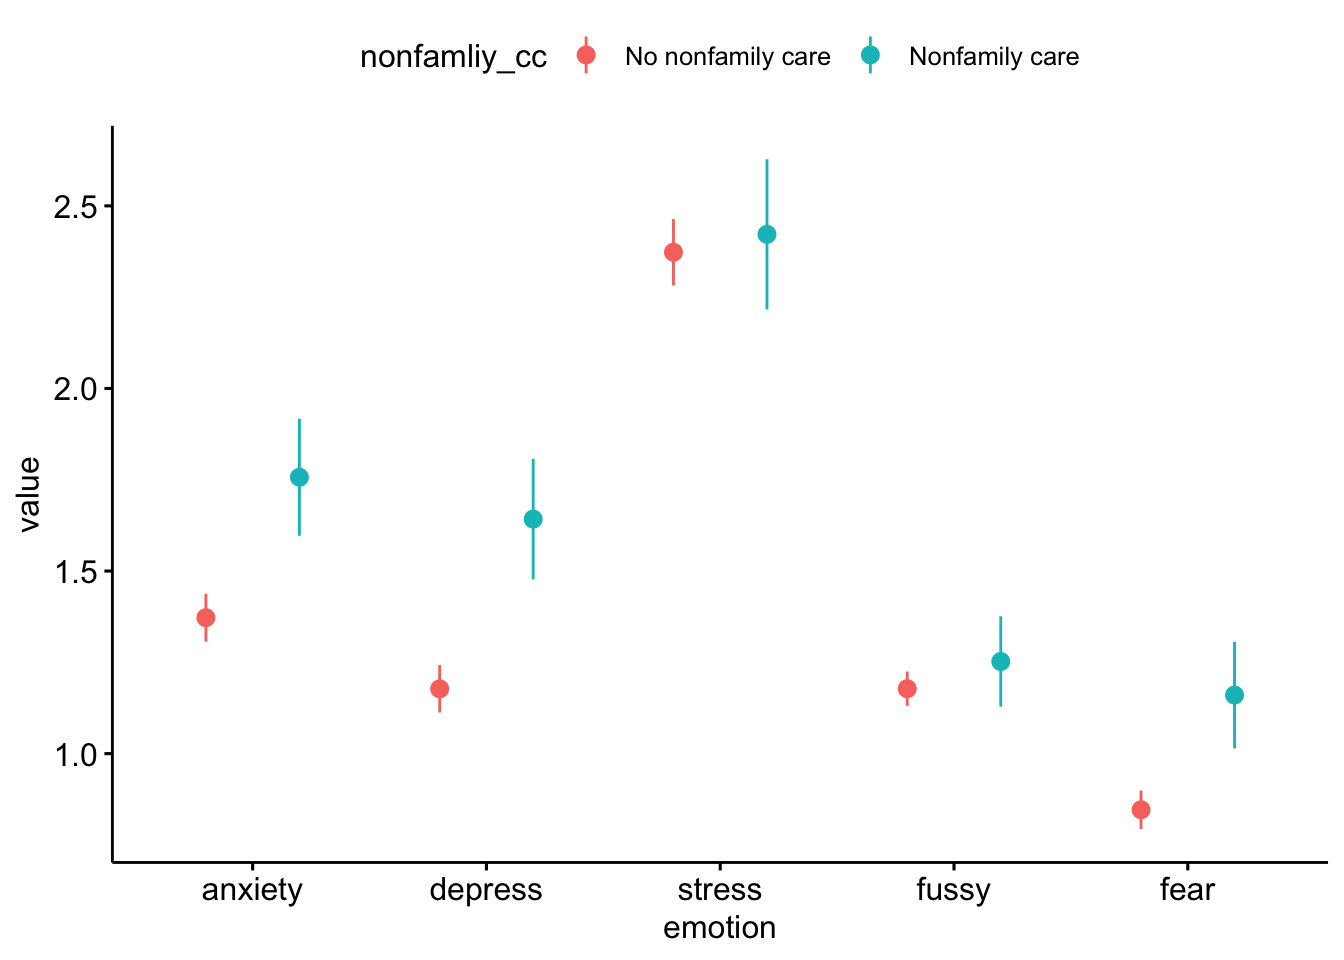 nonfamliy_cc No nonfamily care Nonfamily care
2.5
2.0
1.5
1.0
value
anxiety depress stress fussy fear
emotion